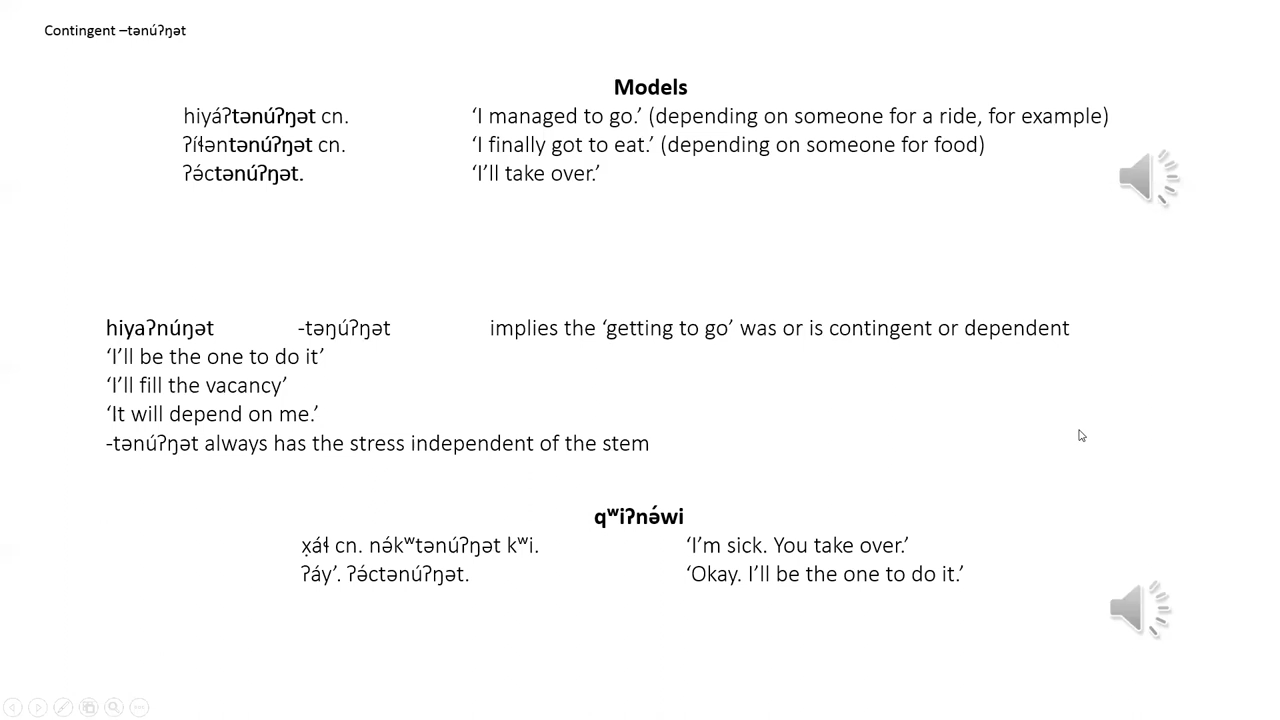 Contingent –tənúʔŋət
Models
hiyáʔtənúʔŋət cn. ‘I managed to go.’ (depending on someone for a ride, for example)
ʔíɬəntənúʔŋət cn. ‘I finally got to eat.’ (depending on someone for food)
ʔə́ctənúʔŋət. ‘I’ll take over.’
hiyaʔnúŋət -təŋúʔŋət implies the ‘getting to go’ was or is contingent or dependent
‘I’ll be the one to do it’
‘I’ll fill the vacancy’
‘It will depend on me.’
-tənúʔŋət always has the stress independent of the stem
qʷiʔnə́wi
x̣áɬ cn. nə́kʷtənúʔŋət kʷi. ‘I’m sick. You take over.’
ʔáy’. ʔə́ctənúʔŋət. ‘Okay. I’ll be the one to do it.’